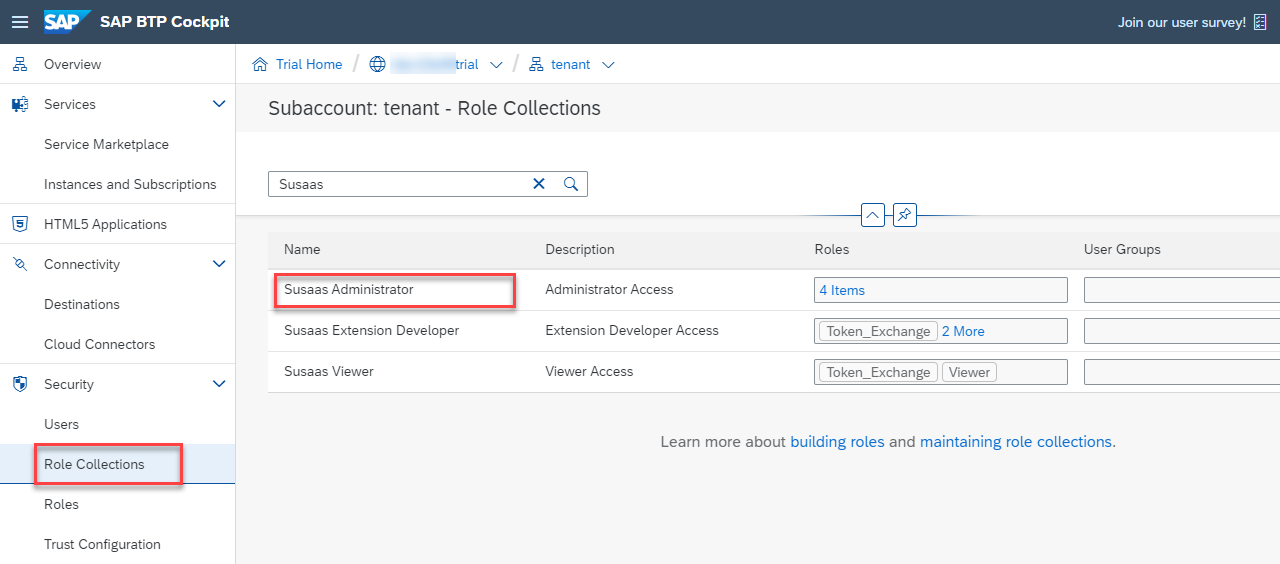 SAP SAP BTP Cockpit Join our user survey!
Overview
Services
Service Marketplace
Instances and Subscriptions
HTML5 Applications
Connectivity
Destinations
Cloud Connectors
Security
Users
Role Collections
Roles
Trust Configuration
Trial Home / trial / tenant
Subaccount: tenant - Role Collections
Susaas
Name Description Roles User Groups
Susaas Administrator Administrator Access 4 Items
Susaas Extension Developer Extension Developer Access Token_Exchange 2 More
Susaas Viewer Viewer Access Token_Exchange Viewer
Learn more about building roles and maintaining role collections.